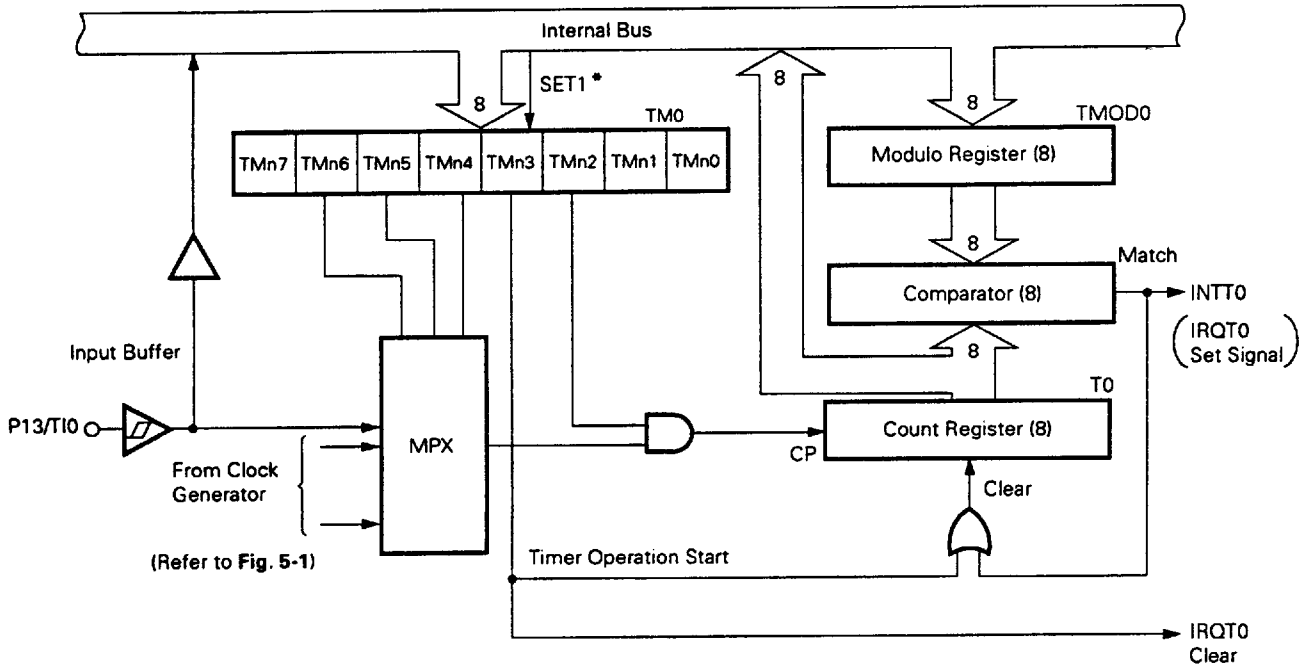 Internal Bus
SET1 *
8
8
8
TM0
TMOD0
TMn7 TMn6 TMn5 TMn4 TMn3 TMn2 TMn1 TMn0
Modulo Register (8)
8
Match
Comparator (8)
INTT0
(IRQT0
Set Signal)
8
Input Buffer
T0
P13/TI0
MPX
Count Register (8)
CP
From Clock
Generator
Clear
(Refer to Fig. 5-1)
Timer Operation Start
IRQT0
Clear